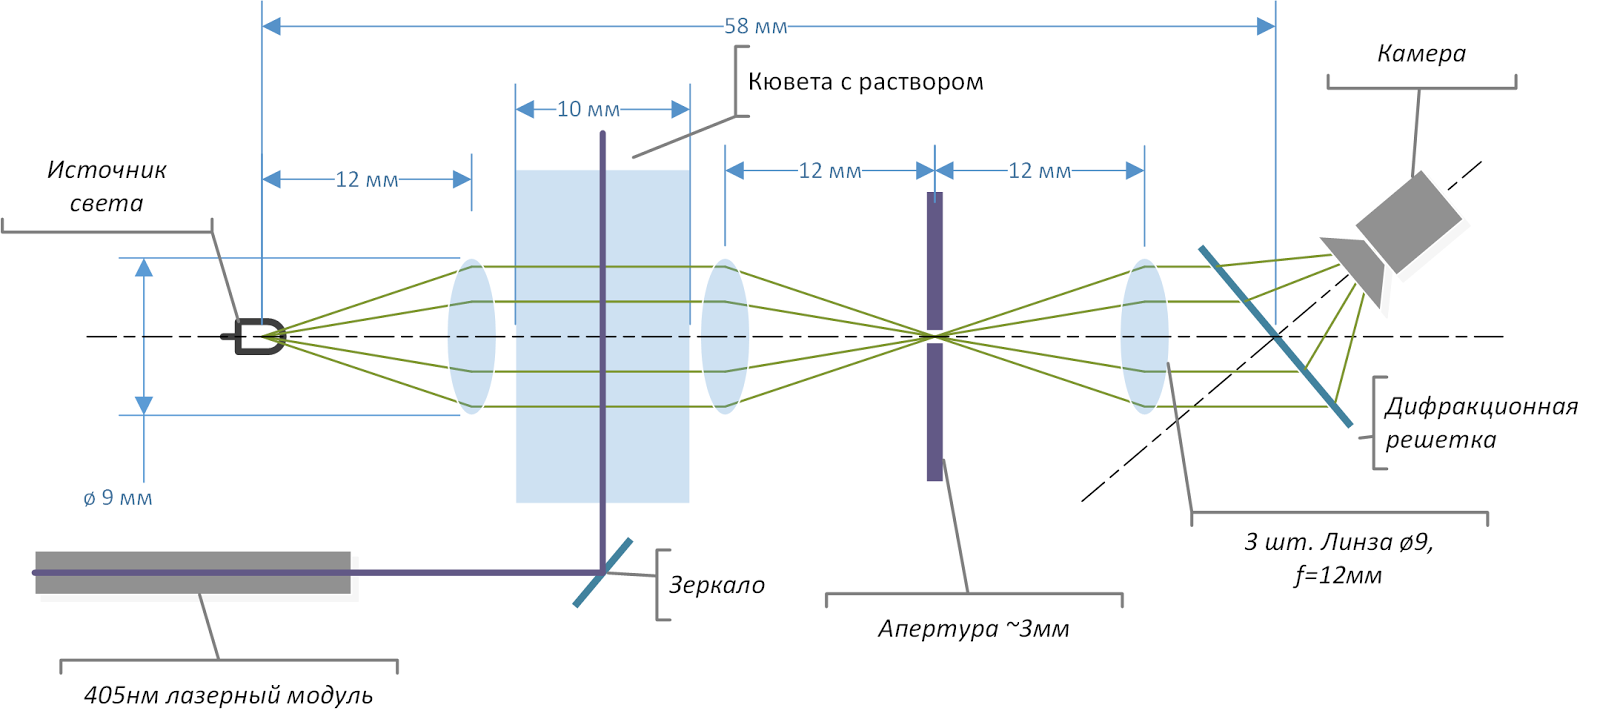 58 мм
Камера
Кювета с раствором
10 мм
Источник
света
12 мм
12 мм
12 мм
Дифракционная
решетка
ø 9 мм
3 шт. Линза ø9,
f=12мм
Зеркало
Апертура ~3мм
405нм лазерный модуль